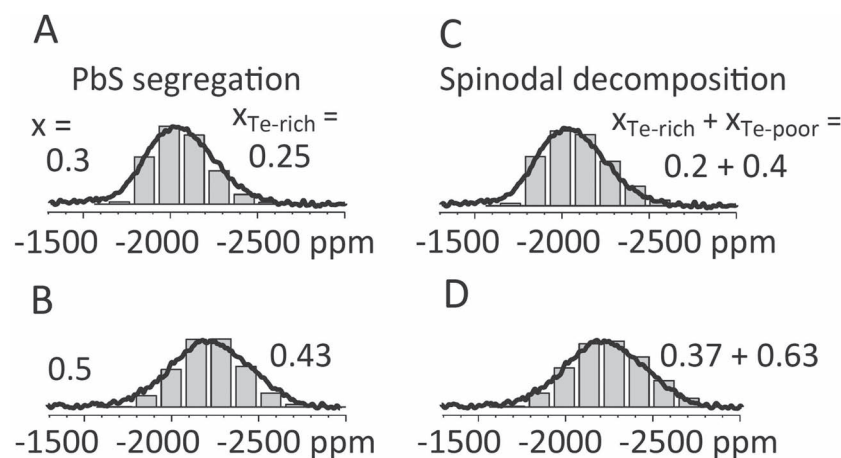 A
PbS segregation
x =
0.3
xTe-rich =
0.25
-1500 -2000 -2500 ppm
B
0.5
0.43
-1500 -2000 -2500 ppm
C
Spinodal decomposition
xTe-rich + xTe-poor =
0.2 + 0.4
-1500 -2000 -2500 ppm
D
0.37 + 0.63
-1500 -2000 -2500 ppm